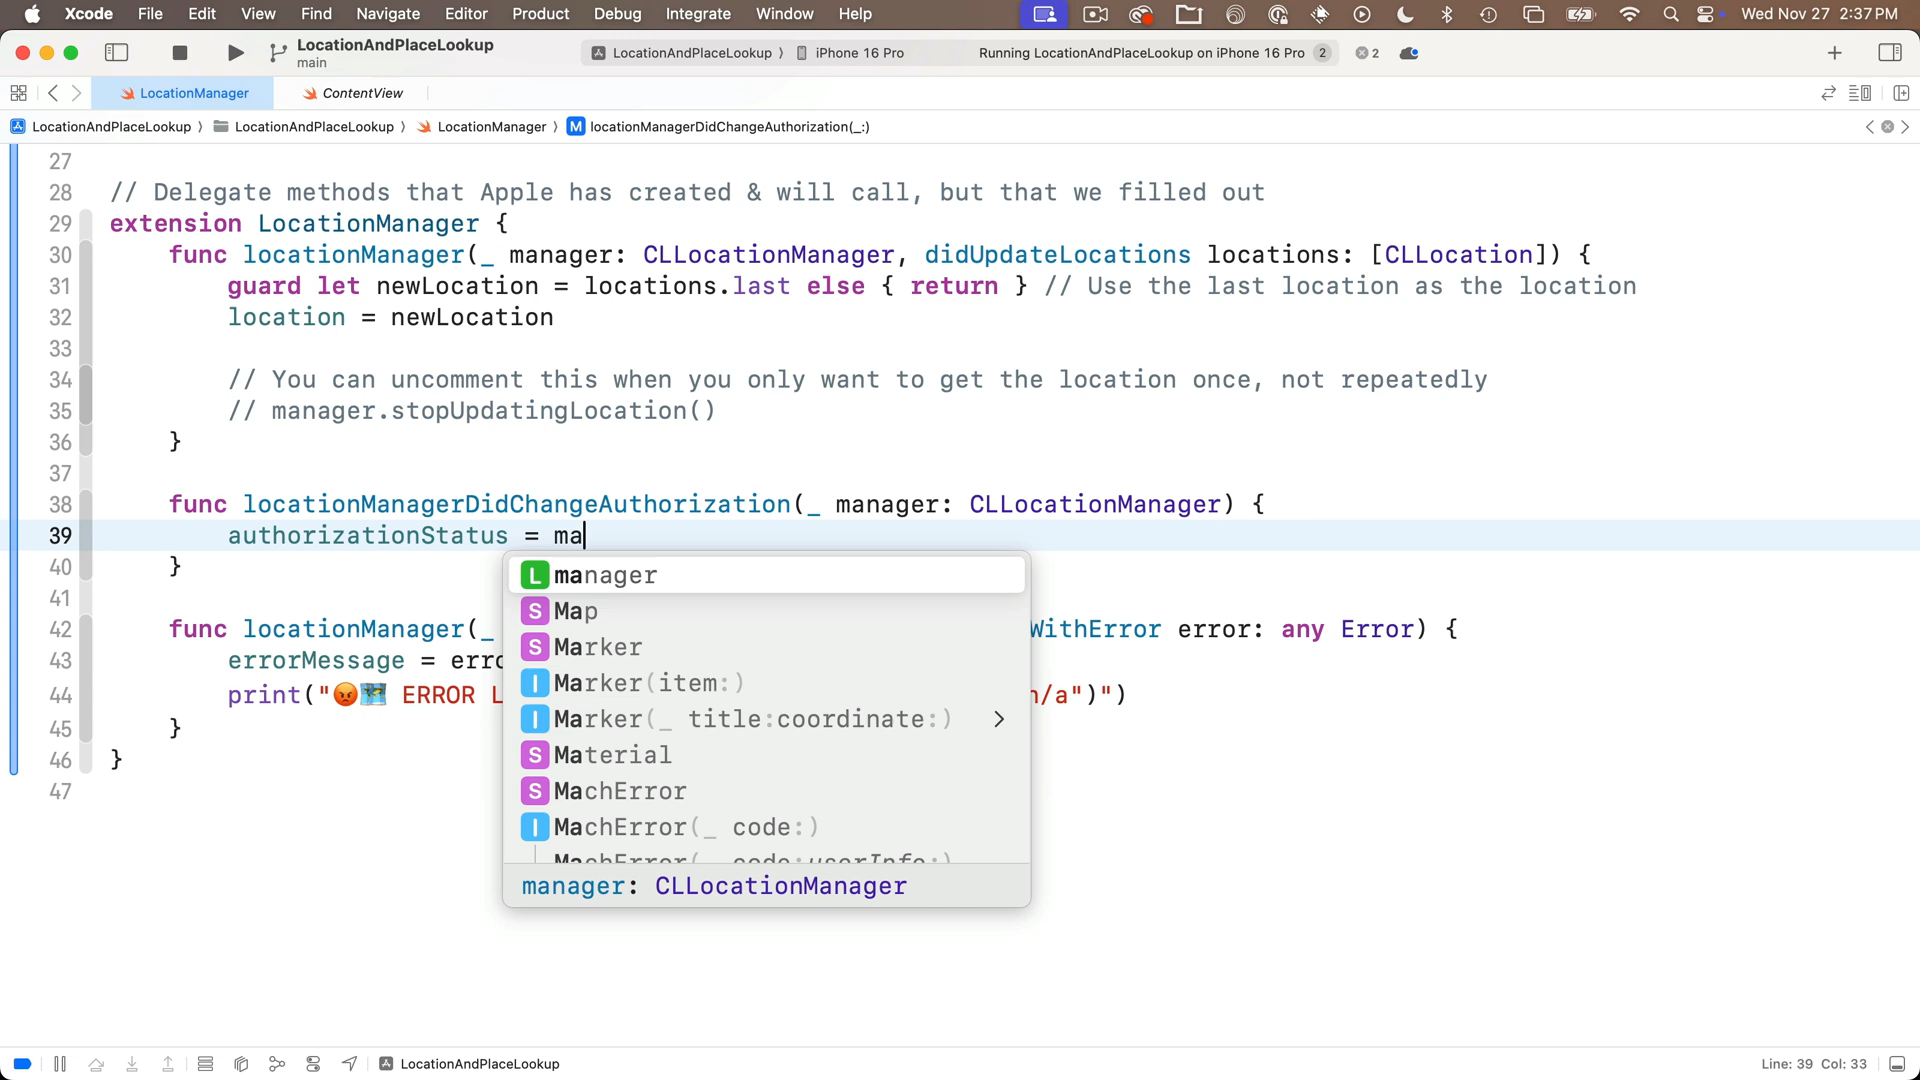 Xcode File Edit View Find Navigate Editor Product Debug Integrate Window Help Wed Nov 27 2:37 PM
LocationAndPlaceLookup
main
LocationAndPlaceLookup 〉 iPhone 16 Pro Running LocationAndPlaceLookup on iPhone 16 Pro 2 2
LocationManager ContentView
LocationAndPlaceLookup 〉 LocationAndPlaceLookup 〉 LocationManager 〉 M locationManagerDidChangeAuthorization(_:)
27
28 // Delegate methods that Apple has created & will call, but that we filled out
29 extension LocationManager {
30 func locationManager(_ manager: CLLocationManager, didUpdateLocations locations: [CLLocation]) {
31 guard let newLocation = locations.last else { return } // Use the last location as the location
32 location = newLocation
33
34 // You can uncomment this when you only want to get the location once, not repeatedly
35 // manager.stopUpdatingLocation()
36 }
37
38 func locationManagerDidChangeAuthorization(_ manager: CLLocationManager) {
39 authorizationStatus = ma
40 }
41
42 func locationManager(_ WithError error: any Error) {
43 errorMessage = erro
44 print("😡🗺️ ERROR L n/a")")
45 }
46 }
47
L manager
S Map
S Marker
I Marker(item:)
I Marker(_ title:coordinate:)
S Material
S MachError
I MachError(_ code:)
MachError(_ code:userInfo:)
manager: CLLocationManager
LocationAndPlaceLookup Line: 39 Col: 33